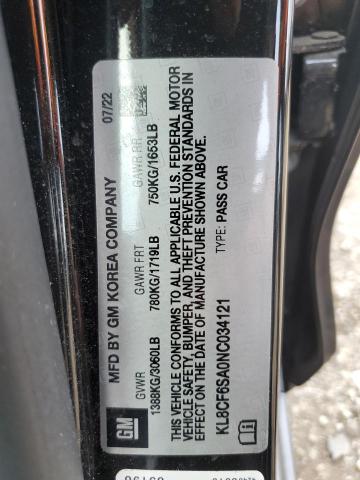 GM
MFD BY GM KOREA COMPANY 07/22
GVWR GAWR FRT GAWR RR
1388KG/3060LB 780KG/1719LB 750KG/1653LB
THIS VEHICLE CONFORMS TO ALL APPLICABLE U.S. FEDERAL MOTOR
VEHICLE SAFETY, BUMPER, AND THEFT PREVENTION STANDARDS IN
EFFECT ON THE DATE OF MANUFACTURE SHOWN ABOVE.
KL8CF6SA0NC034121 TYPE: PASS CAR